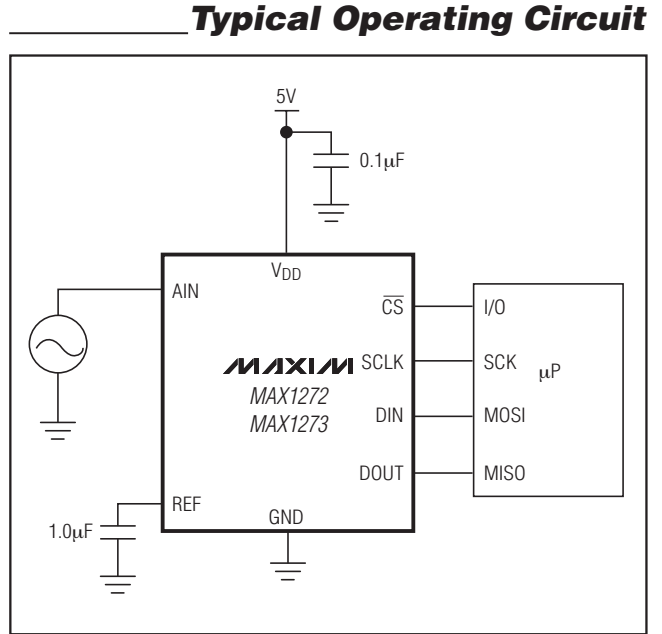 Typical Operating Circuit
5V
0.1µF
VDD
AIN
CS
I/O
MAXIM
SCLK
SCK
µP
MAX1272
MAX1273
DIN
MOSI
DOUT
MISO
REF
GND
1.0µF